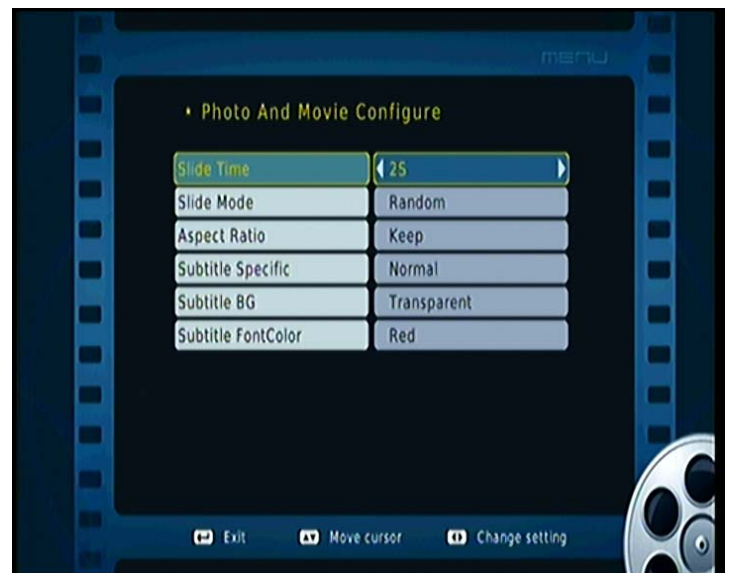 menu
• Photo And Movie Configure
Slide Time 2S
Slide Mode Random
Aspect Ratio Keep
Subtitle Specific Normal
Subtitle BG Transparent
Subtitle FontColor Red
Exit Move cursor Change setting